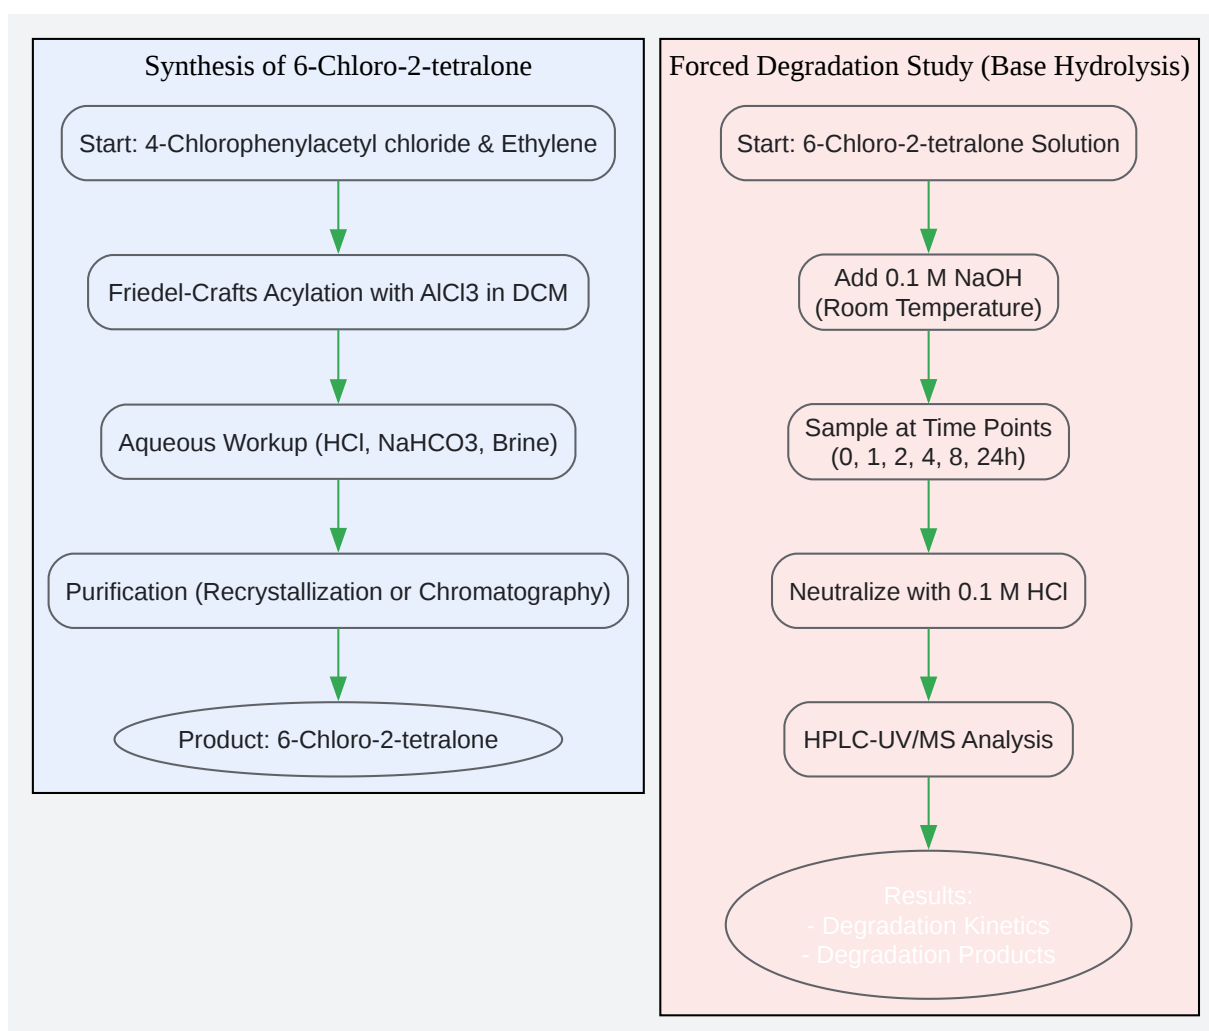 Synthesis of 6-Chloro-2-tetralone
Start: 4-Chlorophenylacetyl chloride & Ethylene
Friedel-Crafts Acylation with AlCl3 in DCM
Aqueous Workup (HCl, NaHCO3, Brine)
Purification (Recrystallization or Chromatography)
Product: 6-Chloro-2-tetralone
Forced Degradation Study (Base Hydrolysis)
Start: 6-Chloro-2-tetralone Solution
Add 0.1 M NaOH
(Room Temperature)
Sample at Time Points
(0, 1, 2, 4, 8, 24h)
Neutralize with 0.1 M HCl
HPLC-UV/MS Analysis
Results:
- Degradation Kinetics
- Degradation Products